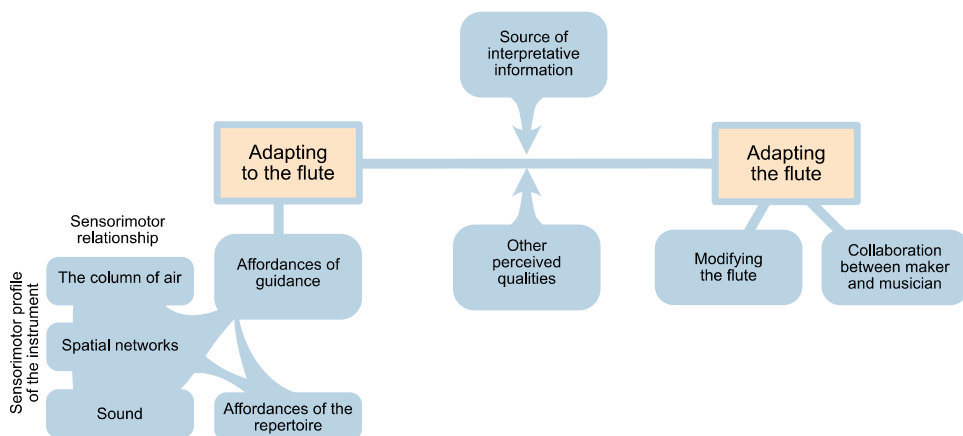 Source of
interpretative
information
Adapting
to the flute
Adapting
the flute
Sensorimotor
relationship
Sensorimotor profile
of the instrument
The column of air
Spatial networks
Sound
Affordances of
guidance
Affordances of the
repertoire
Other
perceived
qualities
Modifying
the flute
Collaboration
between maker
and musician